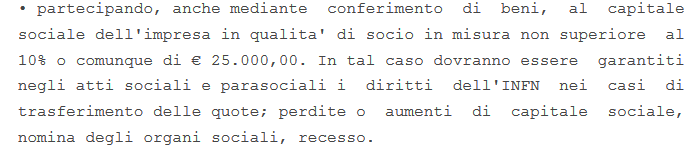 • partecipando, anche mediante conferimento di beni, al capitale
sociale dell'impresa in qualita' di socio in misura non superiore al
10% o comunque di € 25.000,00. In tal caso dovranno essere garantiti
negli atti sociali e parasociali i diritti dell'INFN nei casi di
trasferimento delle quote; perdite o aumenti di capitale sociale,
nomina degli organi sociali, recesso.